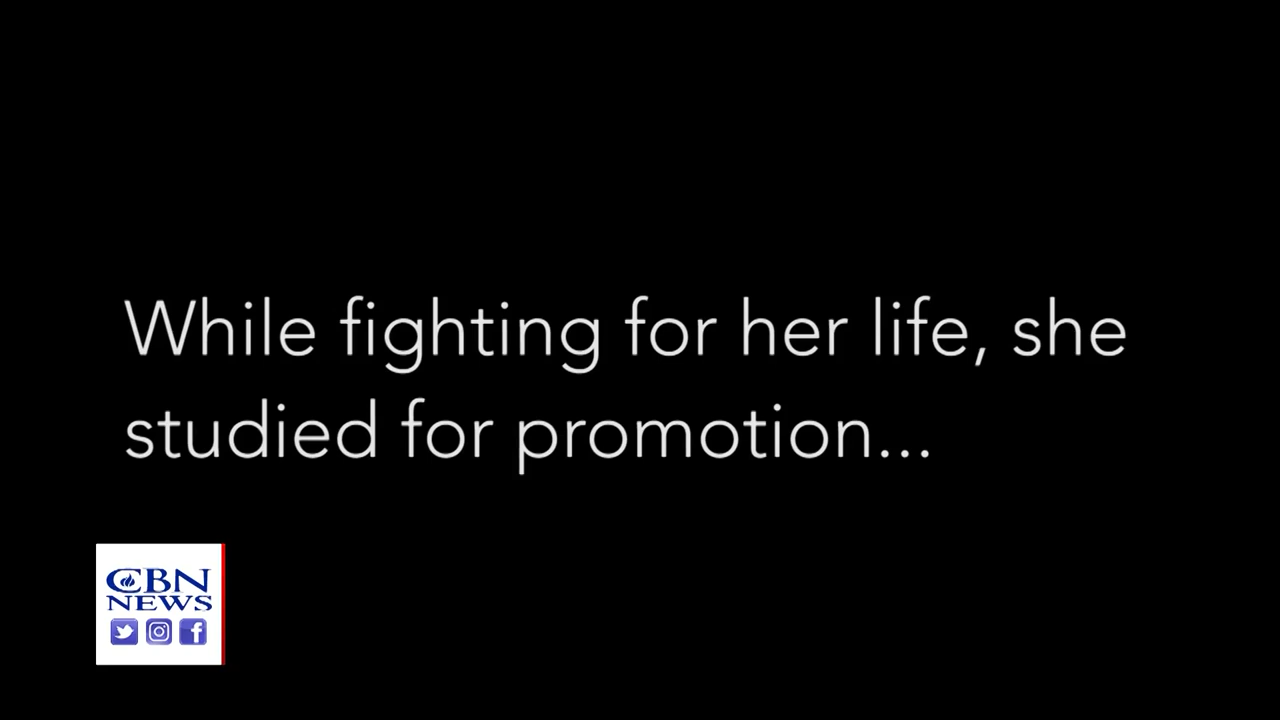 While fighting for her life, she
studied for promotion...
CBN
NEWS